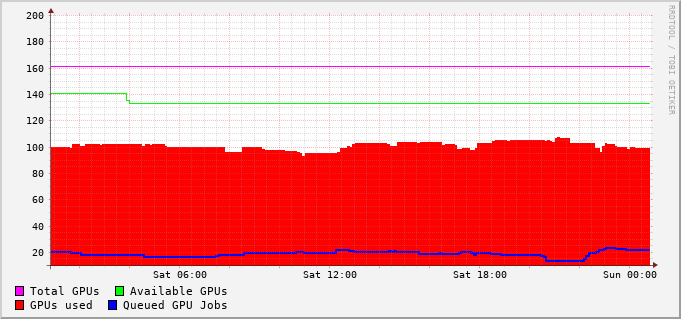 200
180
160
140
120
100
80
60
40
20
Sat 06:00 Sat 12:00 Sat 18:00 Sun 00:00
Total GPUs Available GPUs
GPUs used Queued GPU Jobs
RRDTOOL / TOBI OETIKER